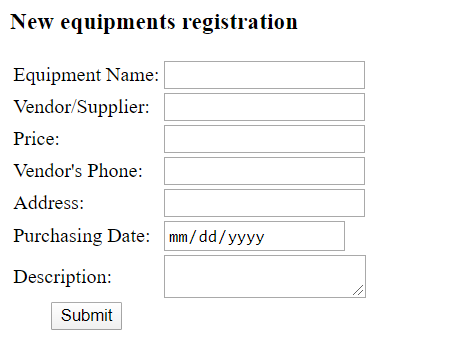 New equipments registration
Equipment Name:
Vendor/Supplier:
Price:
Vendor's Phone:
Address:
Purchasing Date: mm/dd/yyyy
Description:
Submit